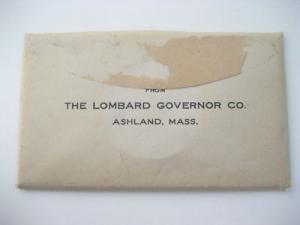 FROM
THE LOMBARD GOVERNOR CO.
ASHLAND, MASS.